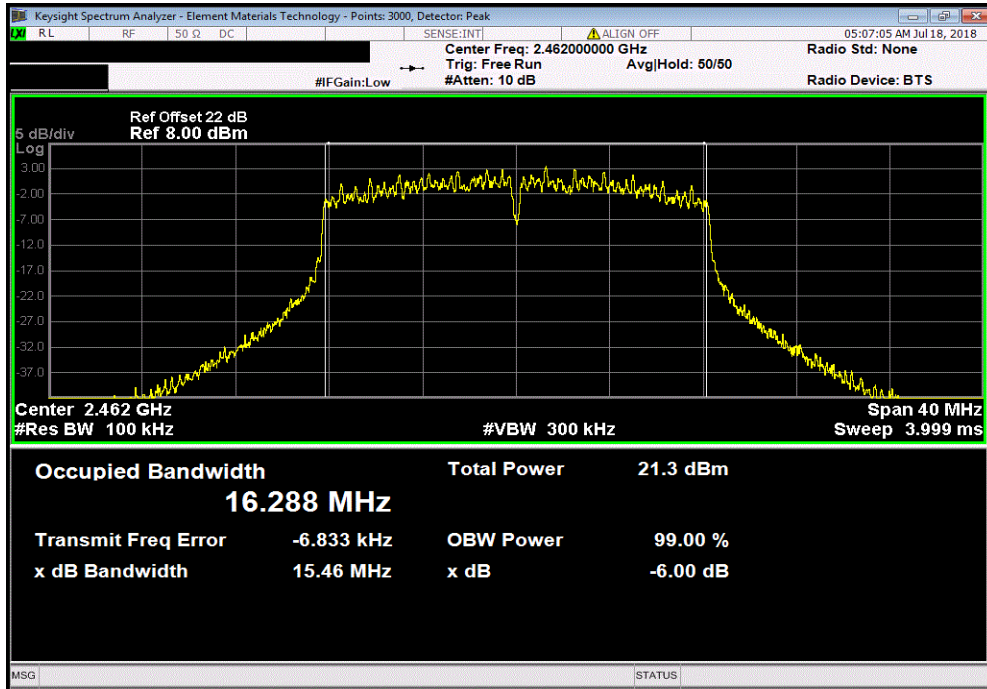 Keysight Spectrum Analyzer - Element Materials Technology - Points: 3000, Detector: Peak
LXI RL RF 50 Ω DC SENSE:INT ALIGN OFF 05:07:05 AM Jul 18, 2018
Center Freq: 2.462000000 GHz Radio Std: None
Trig: Free Run Avg|Hold: 50/50
#IFGain:Low #Atten: 10 dB Radio Device: BTS
Ref Offset 22 dB
5 dB/div Ref 8.00 dBm
Log
3.00
-2.00
-7.00
-12.0
-17.0
-22.0
-27.0
-32.0
-37.0
Center 2.462 GHz Span 40 MHz
#Res BW 100 kHz #VBW 300 kHz Sweep 3.999 ms
Occupied Bandwidth Total Power 21.3 dBm
16.288 MHz
Transmit Freq Error -6.833 kHz OBW Power 99.00 %
x dB Bandwidth 15.46 MHz x dB -6.00 dB
MSG STATUS